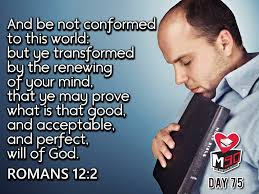 And be not conformed
to this world:
but ye transformed
by the renewing
of your mind,
that ye may prove
what is that good,
and acceptable,
and perfect,
will of God.
ROMANS 12:2
M90
DAY 75